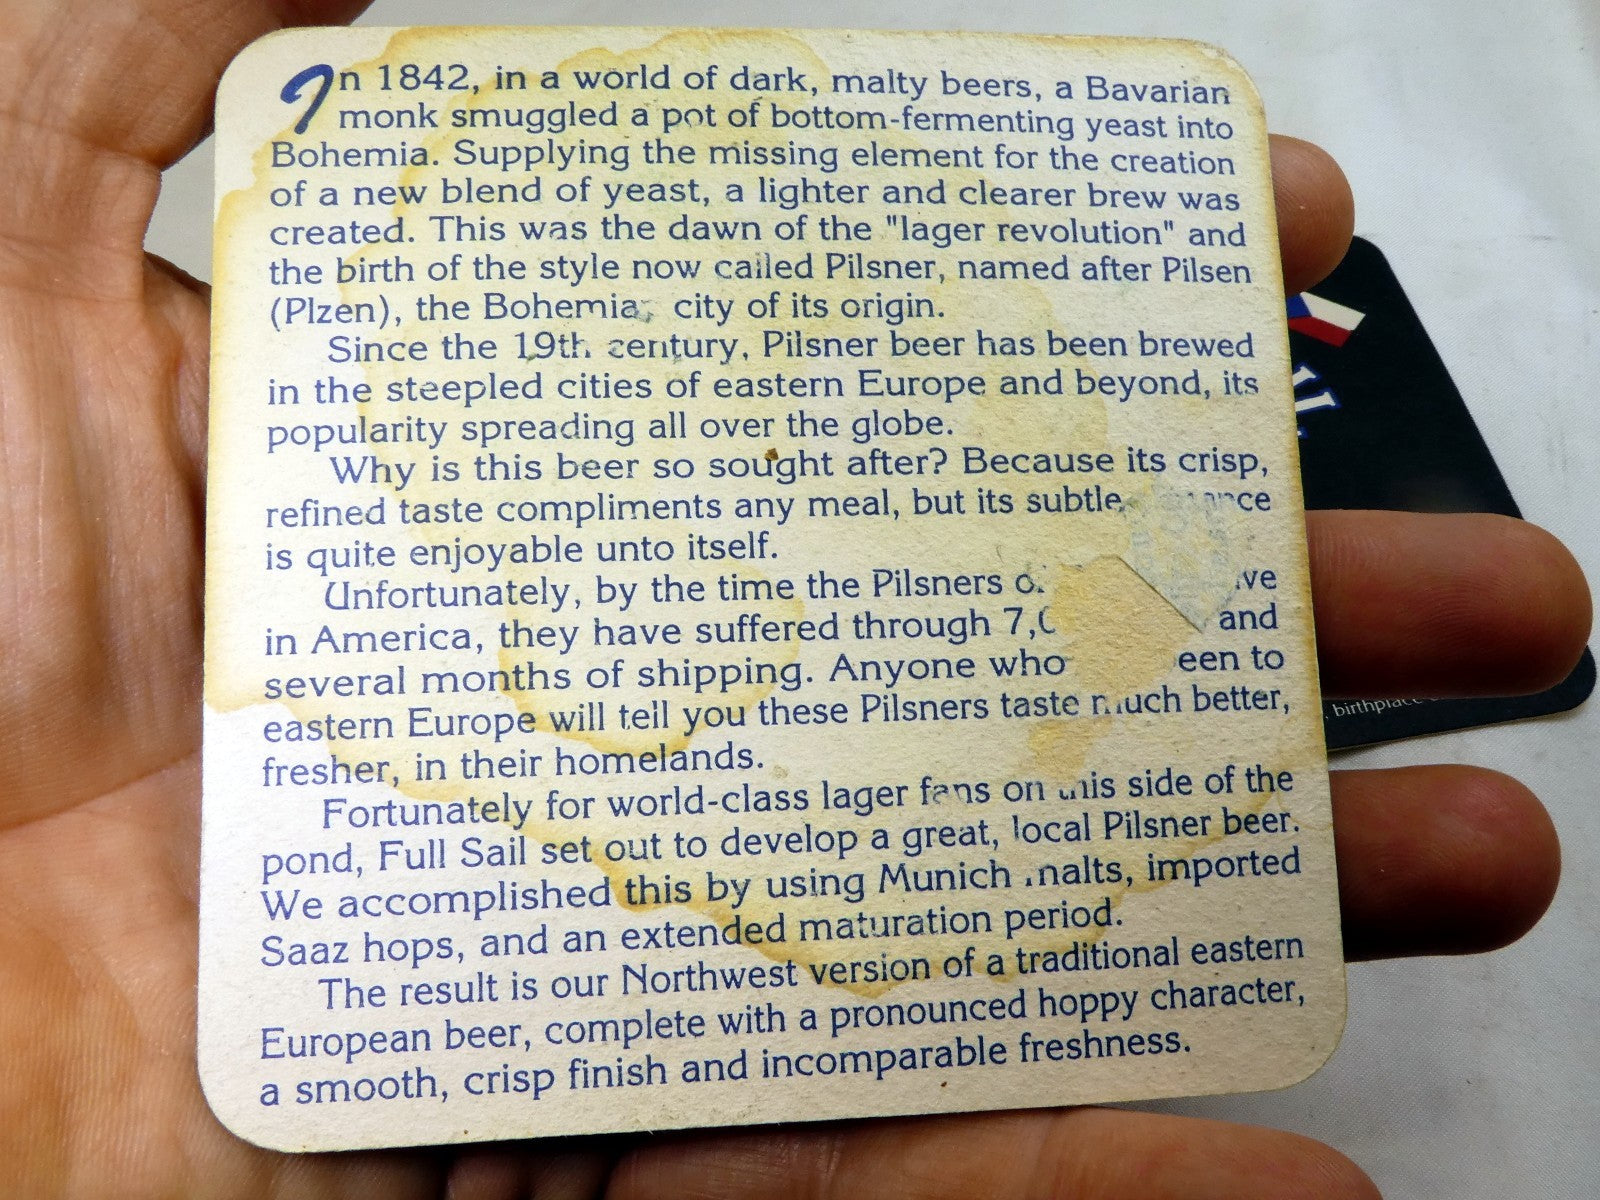 In 1842, in a world of dark, malty beers, a Bavarian
monk smuggled a pot of bottom-fermenting yeast into
Bohemia. Supplying the missing element for the creation
of a new blend of yeast, a lighter and clearer brew was
created. This was the dawn of the "lager revolution" and
the birth of the style now called Pilsner, named after Pilsen
(Plzen), the Bohemian city of its origin.
Since the 19th century, Pilsner beer has been brewed
in the steepled cities of eastern Europe and beyond, its
popularity spreading all over the globe.
Why is this beer so sought after? Because its crisp,
refined taste compliments any meal, but its subtle
is quite enjoyable unto itself.
Unfortunately, by the time the Pilsners
in America, they have suffered through and
several months of shipping. Anyone who to
eastern Europe will tell you these Pilsners taste much better,
fresher, in their homelands.
Fortunately for world-class lager fans on this side of the
pond, Full Sail set out to develop a great, local Pilsner beer.
We accomplished this by using Munich malts, imported
Saaz hops, and an extended maturation period.
The result is our Northwest version of a traditional eastern
European beer, complete with a pronounced hoppy character,
a smooth, crisp finish and incomparable freshness.
birthplace